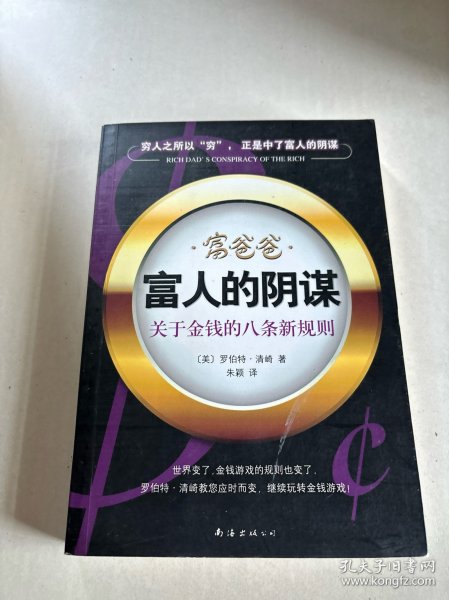 穷人之所以“穷”，正是中了富人的阴谋
RICH DAD'S CONSPIRACY OF THE RICH
·富爸爸·
富人的阴谋
关于金钱的八条新规则
〔美〕罗伯特·清崎 著
朱颖 译
世界变了，金钱游戏的规则也变了，
罗伯特·清崎教您应时而变，继续玩转金钱游戏！
南海出版公司
孔夫子旧书网
www.kongfz.com